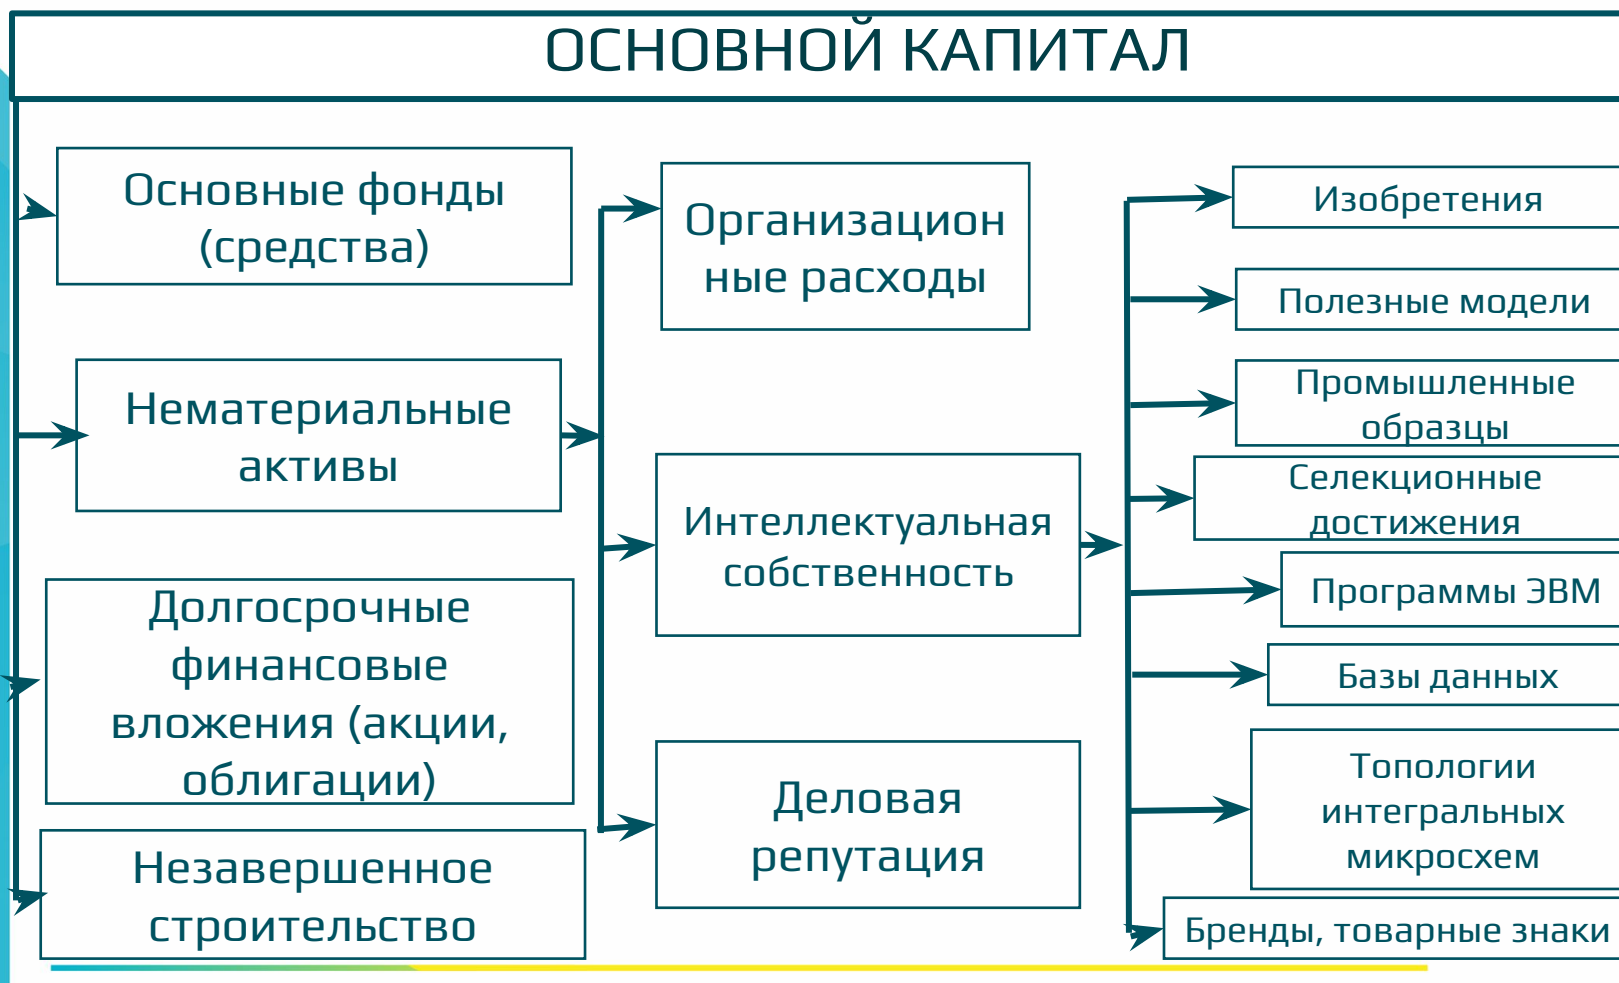 ОСНОВНОЙ КАПИТАЛ
Основные фонды
(средства)
Нематериальные
активы
Долгосрочные
финансовые
вложения (акции,
облигации)
Незавершенное
строительство
Организацион
ные расходы
Интеллектуальная
собственность
Деловая
репутация
Изобретения
Полезные модели
Промышленные
образцы
Селекционные
достижения
Программы ЭВМ
Базы данных
Топологии
интегральных
микросхем
Бренды, товарные знаки